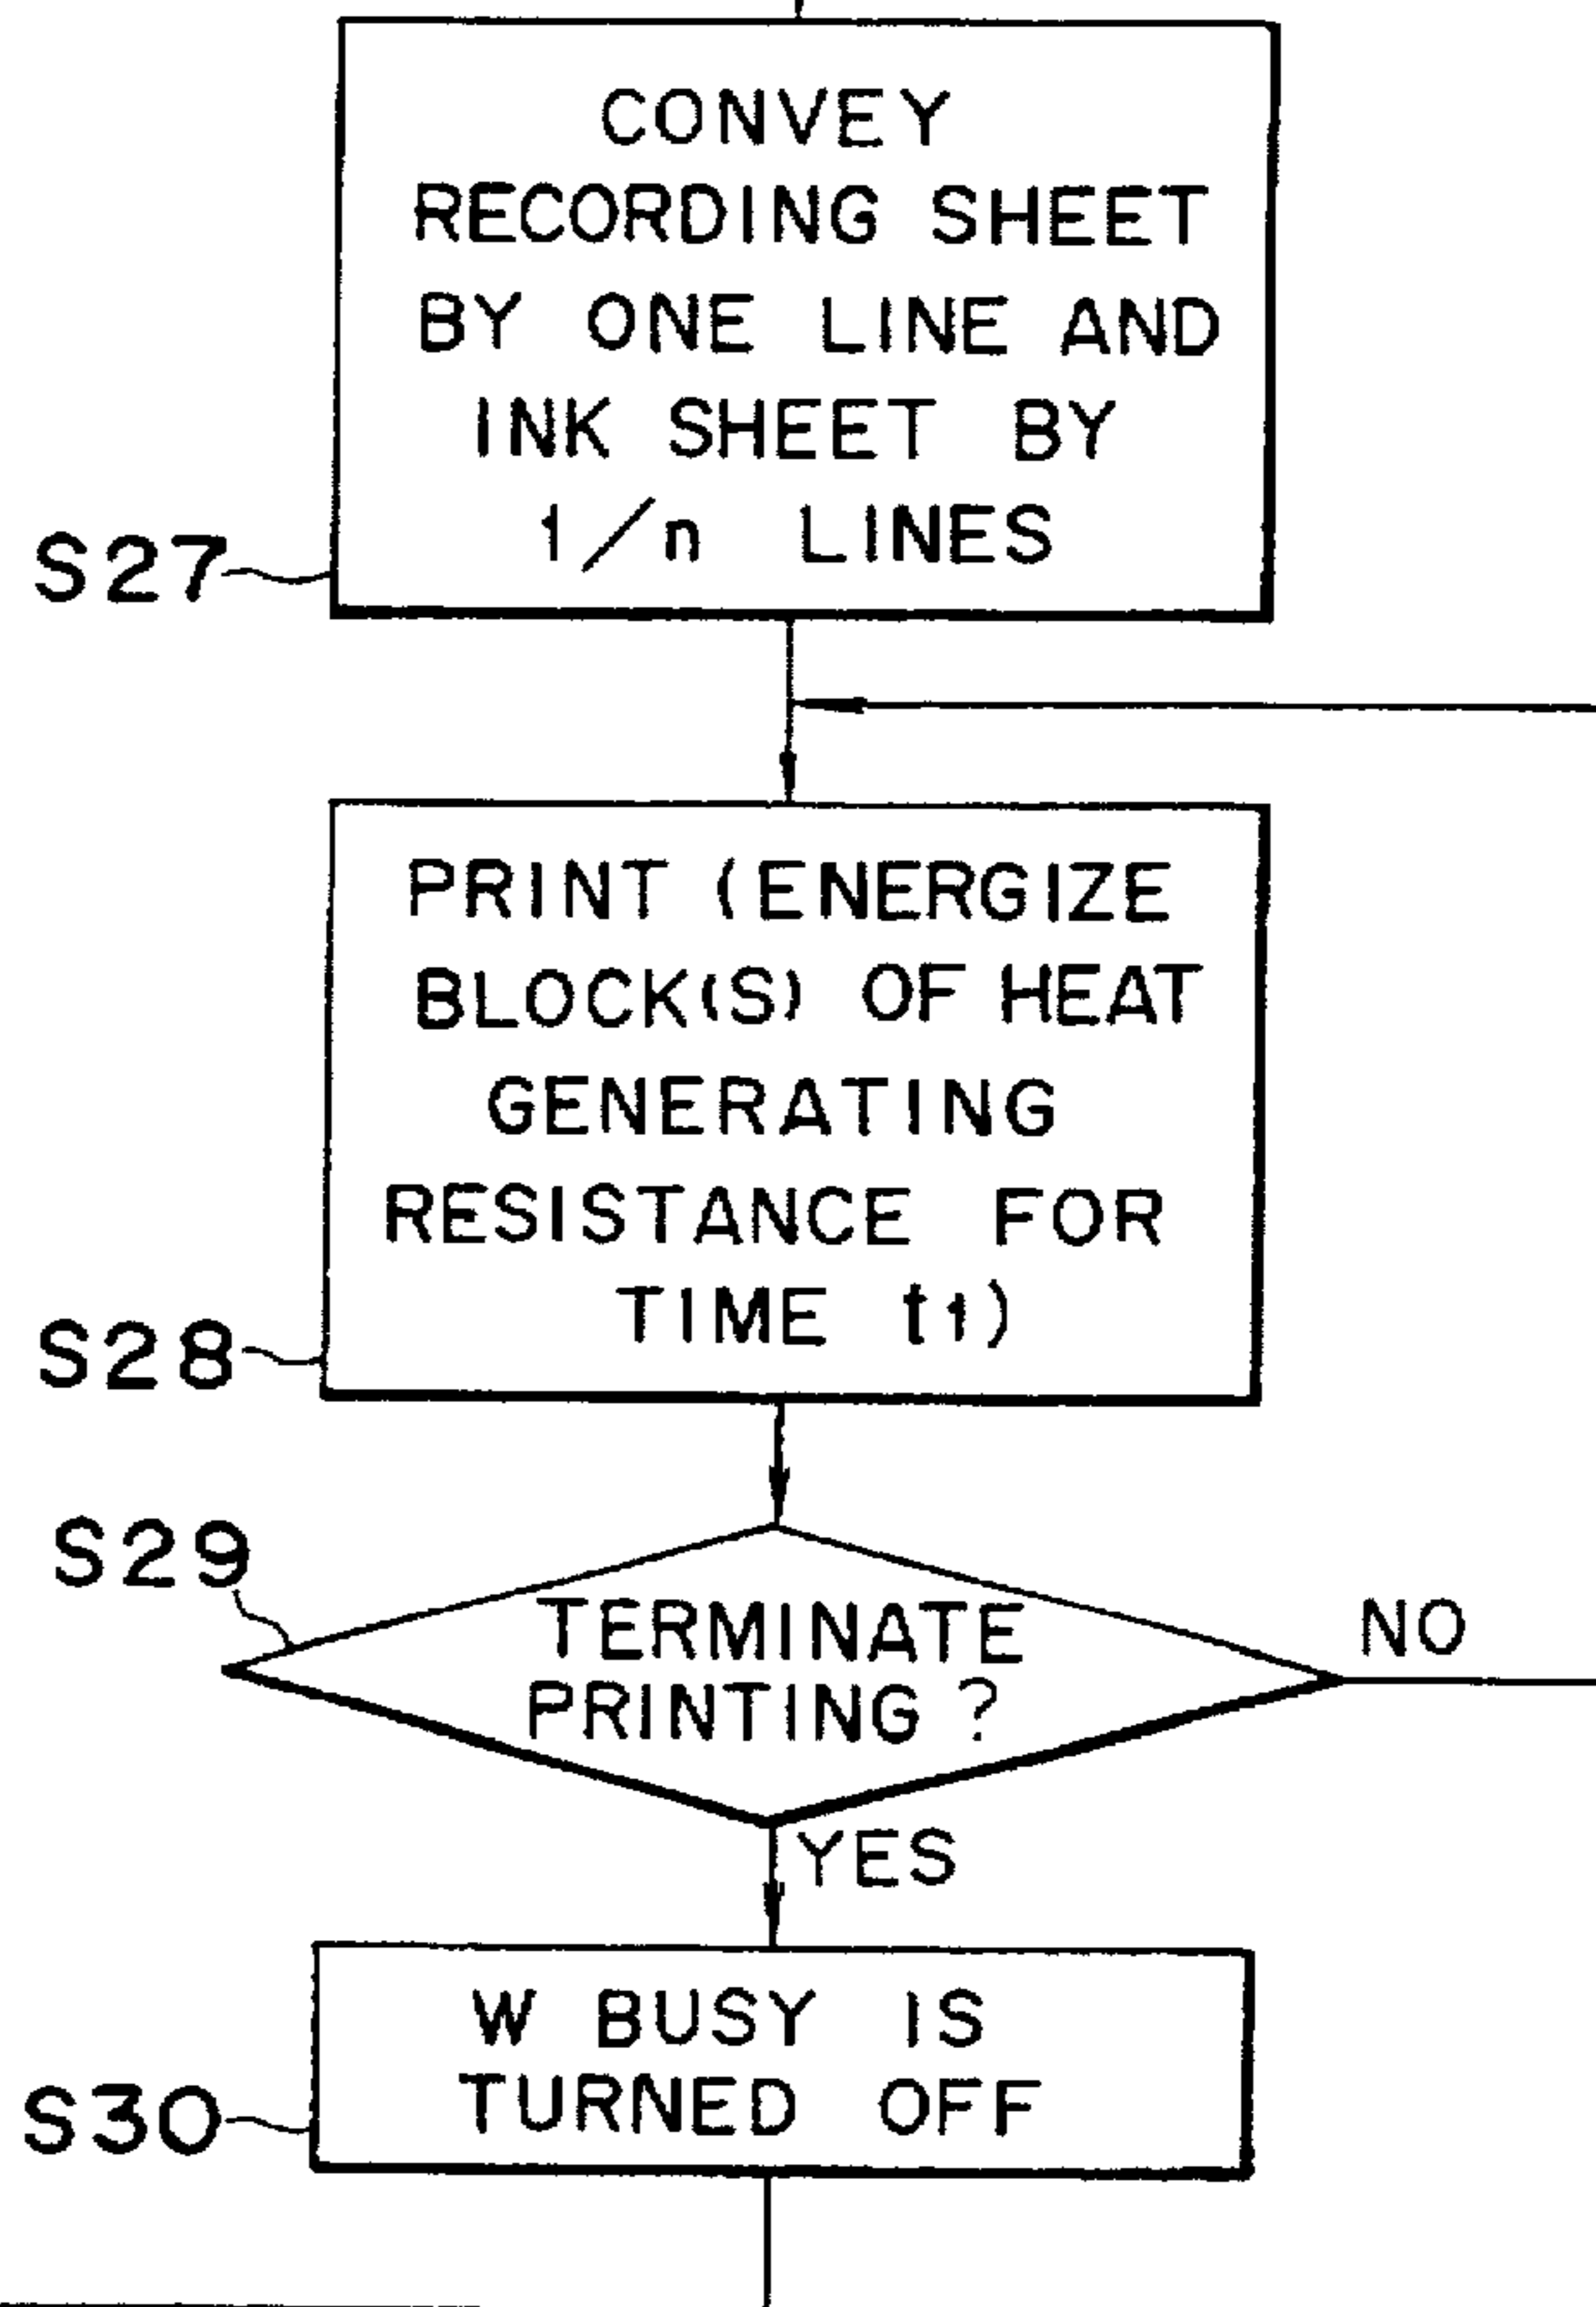 CONVEY
RECORDING SHEET
BY ONE LINE AND
INK SHEET BY
1/n LINES
S27
PRINT (ENERGIZE
BLOCK(S) OF HEAT
GENERATING
RESISTANCE FOR
TIME t1)
S28
S29
TERMINATE
PRINTING?
NO
YES
W BUSY IS
TURNED OFF
S30